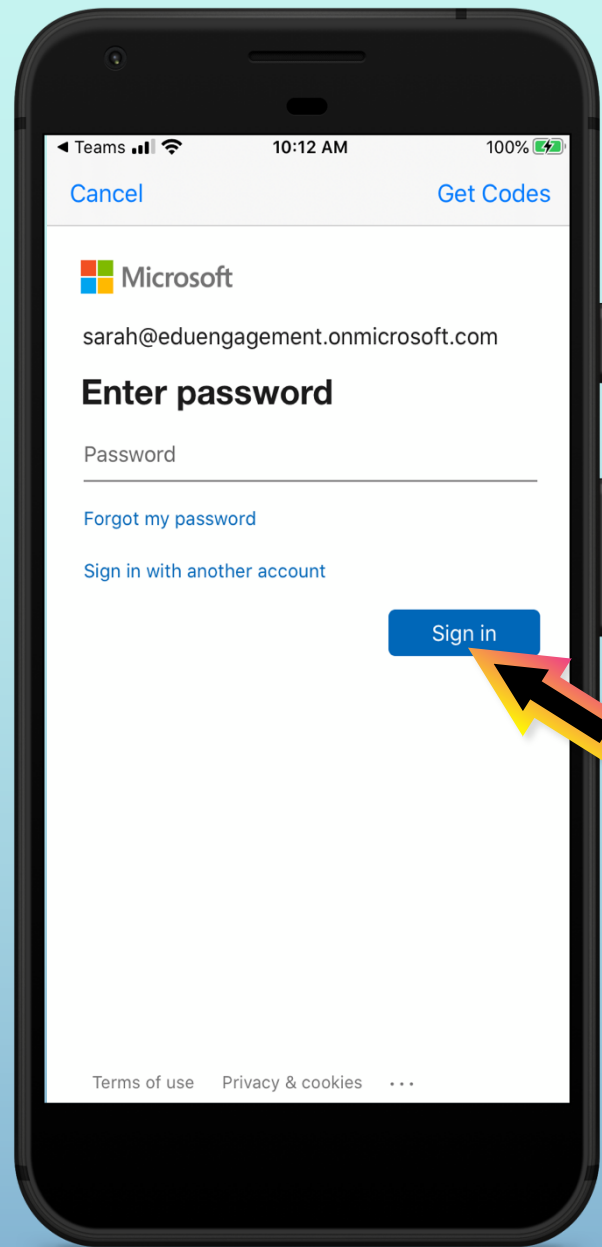 ◀ Teams 10:12 AM 100%
Cancel Get Codes
Microsoft
sarah@eduengagement.onmicrosoft.com
Enter password
Password
Forgot my password
Sign in with another account
Sign in
Terms of use Privacy & cookies ...